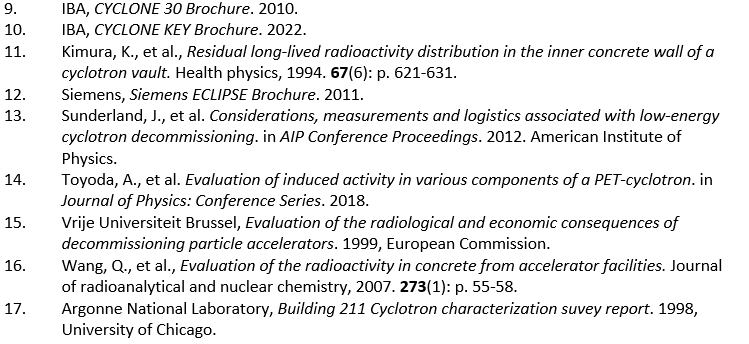 9. IBA, CYCLONE 30 Brochure. 2010.
10. IBA, CYCLONE KEY Brochure. 2022.
11. Kimura, K., et al., Residual long-lived radioactivity distribution in the inner concrete wall of a
cyclotron vault. Health physics, 1994. 67(6): p. 621-631.
12. Siemens, Siemens ECLIPSE Brochure. 2011.
13. Sunderland, J., et al. Considerations, measurements and logistics associated with low-energy
cyclotron decommissioning. in AIP Conference Proceedings. 2012. American Institute of
Physics.
14. Toyoda, A., et al. Evaluation of induced activity in various components of a PET-cyclotron. in
Journal of Physics: Conference Series. 2018.
15. Vrije Universiteit Brussel, Evaluation of the radiological and economic consequences of
decommissioning particle accelerators. 1999, European Commission.
16. Wang, Q., et al., Evaluation of the radioactivity in concrete from accelerator facilities. Journal
of radioanalytical and nuclear chemistry, 2007. 273(1): p. 55-58.
17. Argonne National Laboratory, Building 211 Cyclotron characterization suvey report. 1998,
University of Chicago.